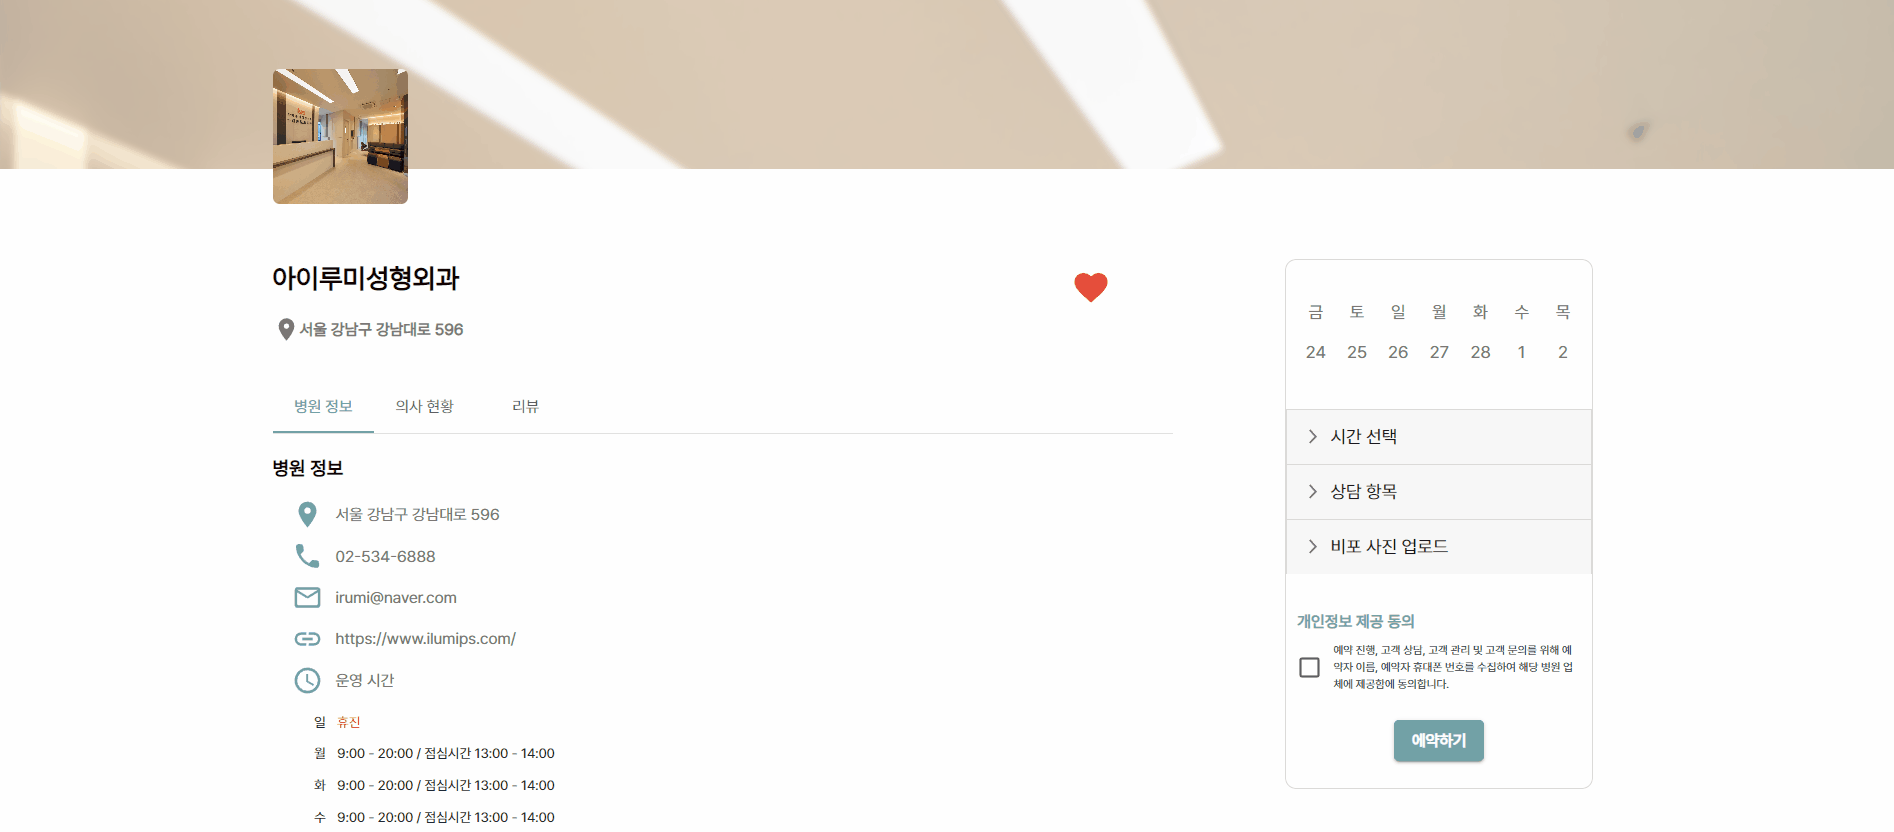 아이루미성형외과
서울 강남구 강남대로 596
병원 정보 의사 현황 리뷰
병원 정보
서울 강남구 강남대로 596
02-534-6888
irumi@naver.com
https://www.ilumips.com/
운영 시간
일 휴진
월 9:00 - 20:00 / 점심시간 13:00 - 14:00
화 9:00 - 20:00 / 점심시간 13:00 - 14:00
수 9:00 - 20:00 / 점심시간 13:00 - 14:00
금 토 일 월 화 수 목
24 25 26 27 28 1 2
시간 선택
상담 항목
비포 사진 업로드
개인정보 제공 동의
예약 진행, 고객 상담, 고객 관리 및 고객 문의를 위해 예
약자 이름, 예약자 휴대폰 번호를 수집하여 해당 병원 업
체에 제공함에 동의합니다.
예약하기